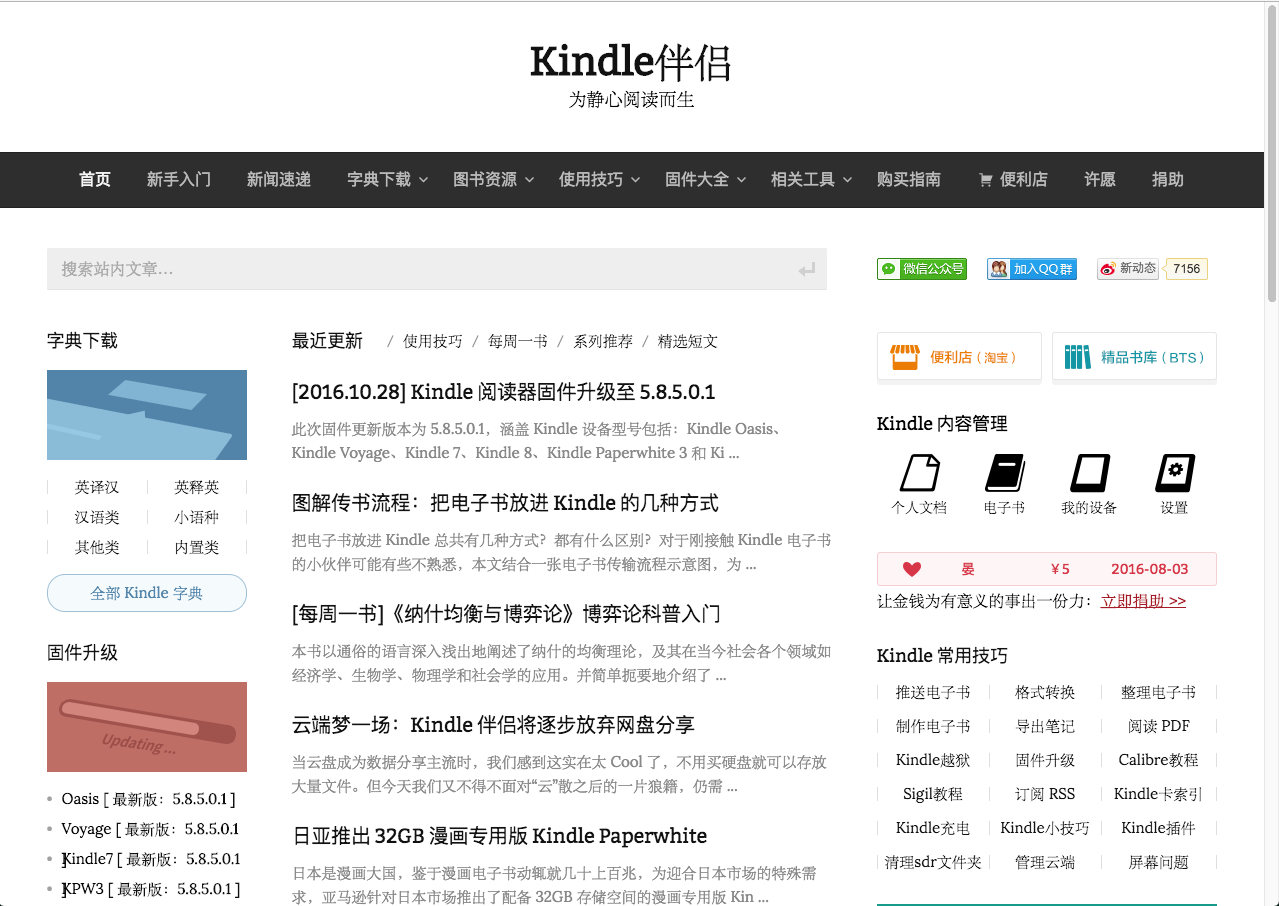 Kindle伴侣
为静心阅读而生
首页 新手入门 新闻速递 字典下载 图书资源 使用技巧 固件大全 相关工具 购买指南 便利店 许愿 捐助
搜索站内文章...
微信公众号 加入QQ群 新动态 7156
字典下载
英译汉 英释英
汉语类 小语种
其他类 内置类
全部 Kindle 字典
固件升级
Updating ...
Oasis [ 最新版：5.8.5.0.1 ]
Voyage [ 最新版：5.8.5.0.1
]
Kindle7 [ 最新版：5.8.5.0.1
]
KPW3 [ 最新版：5.8.5.0.1 ]
最近更新 / 使用技巧 / 每周一书 / 系列推荐 / 精选短文
[2016.10.28] Kindle 阅读器固件升级至 5.8.5.0.1
此次固件更新版本为 5.8.5.0.1，涵盖 Kindle 设备型号包括：Kindle Oasis、
Kindle Voyage、Kindle 7、Kindle 8、Kindle Paperwhite 3 和 Ki ...
图解传书流程：把电子书放进 Kindle 的几种方式
把电子书放进 Kindle 总共有几种方式？都有什么区别？对于刚接触 Kindle 电子书
的小伙伴可能有些不熟悉，本文结合一张电子书传输流程示意图，为 ...
[每周一书]《纳什均衡与博弈论》博弈论科普入门
本书以通俗的语言深入浅出地阐述了纳什的均衡理论，及其在当今社会各个领域如
经济学、生物学、物理学和社会学的应用。并简单扼要地介绍了 ...
云端梦一场：Kindle 伴侣将逐步放弃网盘分享
当云盘成为数据分享主流时，我们感到这实在太 Cool 了，不用买硬盘就可以存放
大量文件。但今天我们又不得不面对“云”散之后的一片狼籍，仍需 ...
日亚推出 32GB 漫画专用版 Kindle Paperwhite
日本是漫画大国，鉴于漫画电子书动辄就几十上百兆，为迎合日本市场的特殊需
求，亚马逊针对日本市场推出了配备 32GB 存储空间的漫画专用版 Kin ...
便利店（淘宝） 精品书库（BTS）
Kindle 内容管理
个人文档 电子书 我的设备 设置
晏 ¥5 2016-08-03
让金钱为有意义的事出一份力：立即捐助 >>
Kindle 常用技巧
推送电子书 格式转换 整理电子书
制作电子书 导出笔记 阅读 PDF
Kindle越狱 固件升级 Calibre教程
Sigil教程 订阅 RSS Kindle卡索引
Kindle充电 Kindle小技巧 Kindle插件
清理sdr文件夹 管理云端 屏幕问题